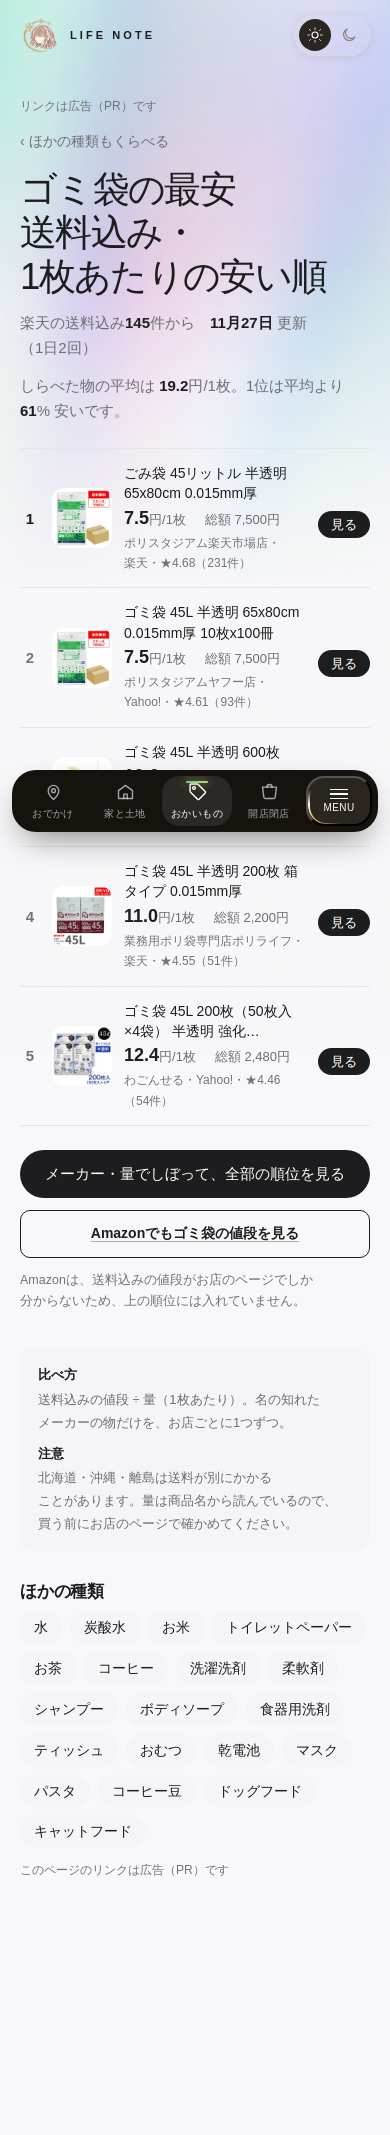 LIFE NOTE
リンクは広告（PR）です
‹ ほかの種類もくらべる
ゴミ袋の最安
送料込み・
1枚あたりの安い順
楽天の送料込み145件から　11月27日 更新
（1日2回）
しらべた物の平均は 19.2円/1枚。1位は平均より
61% 安いです。
1
ごみ袋 45リットル 半透明
65x80cm 0.015mm厚
7.5円/1枚　総額 7,500円
ポリスタジアム楽天市場店・
楽天・★4.68（231件）
見る
2
ゴミ袋 45L 半透明 65x80cm
0.015mm厚 10枚x100冊
7.5円/1枚　総額 7,500円
ポリスタジアムヤフー店・
Yahoo!・★4.61（93件）
見る
ゴミ袋 45L 半透明 600枚
おでかけ
家と土地
おかいもの
開店閉店
MENU
4
45L
ゴミ袋 45L 半透明 200枚 箱
タイプ 0.015mm厚
11.0円/1枚　総額 2,200円
業務用ポリ袋専門店ポリライフ・
楽天・★4.55（51件）
見る
5
200枚入
ゴミ袋 45L 200枚（50枚入
×4袋） 半透明 強化…
12.4円/1枚　総額 2,480円
わごんせる・Yahoo!・★4.46
（54件）
見る
メーカー・量でしぼって、全部の順位を見る
Amazonでもゴミ袋の値段を見る
Amazonは、送料込みの値段がお店のページでしか
分からないため、上の順位には入れていません。
比べ方
送料込みの値段 ÷ 量（1枚あたり）。名の知れた
メーカーの物だけを、お店ごとに1つずつ。
注意
北海道・沖縄・離島は送料が別にかかる
ことがあります。量は商品名から読んでいるので、
買う前にお店のページで確かめてください。
ほかの種類
水　炭酸水　お米　トイレットペーパー
お茶　コーヒー　洗濯洗剤　柔軟剤
シャンプー　ボディソープ　食器用洗剤
ティッシュ　おむつ　乾電池　マスク
パスタ　コーヒー豆　ドッグフード
キャットフード
このページのリンクは広告（PR）です